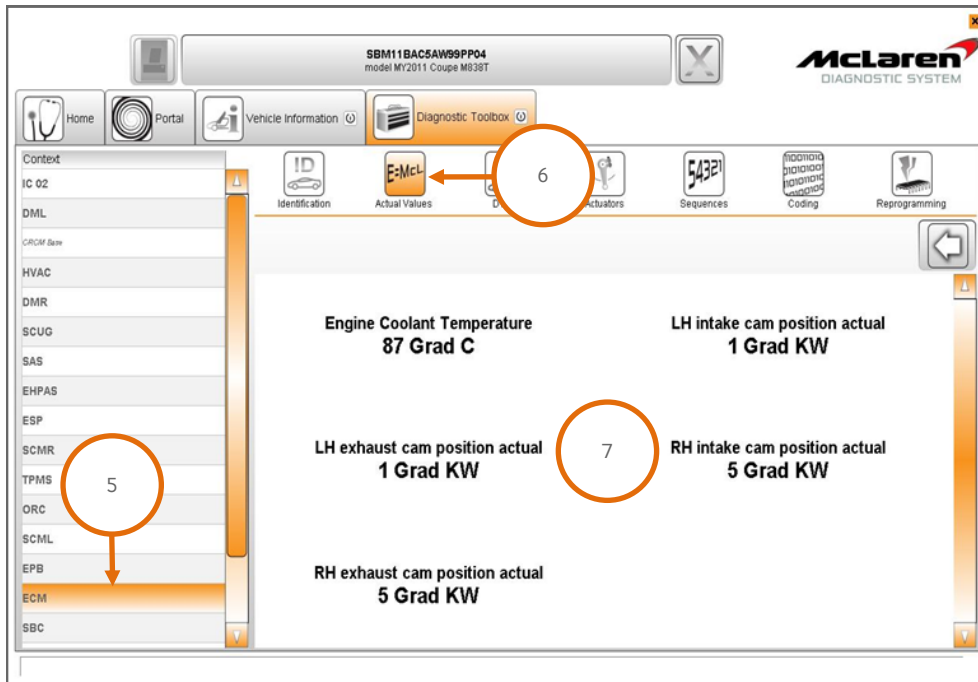 SBM11BAC5AW99PP04
model MY2011 Coupe M838T
X
McLaren
DIAGNOSTIC SYSTEM
Home
Portal
Vehicle Information
Diagnostic Toolbox
Context
IC 02
DML
CRCM Base
HVAC
DMR
SCUG
SAS
EHPAS
ESP
SCMR
TPMS
ORC
SCML
EPB
ECM
SBC
5
ID
Identification
E=McL
Actual Values
6
Actuators
54321
Sequences
Coding
Reprogramming
Engine Coolant Temperature
87 Grad C
LH intake cam position actual
1 Grad KW
LH exhaust cam position actual
1 Grad KW
7
RH intake cam position actual
5 Grad KW
RH exhaust cam position actual
5 Grad KW